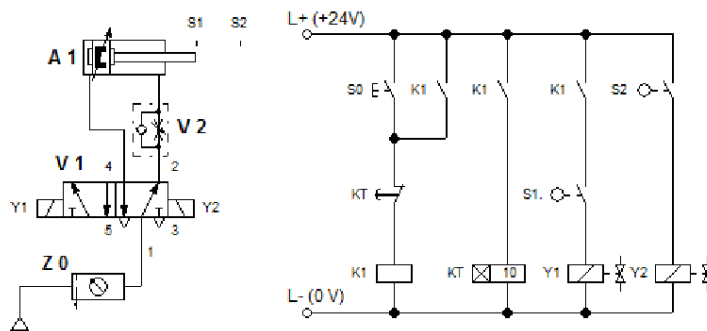 S1 S2
A 1
V 2
V 1 4 2
Y1 Y2
5 3
1
Z 0
L+ (+24V)
S0 K1 K1 K1 S2
KT S1.
K1 KT 10 Y1 Y2
L- (0 V)